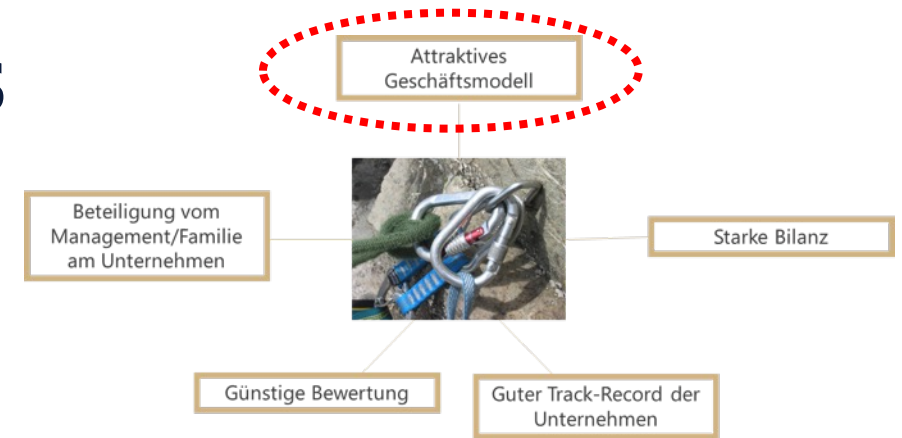 Attraktives
Geschäftsmodell
Beteiligung vom
Management/Familie
am Unternehmen
Starke Bilanz
Günstige Bewertung
Guter Track-Record der
Unternehmen